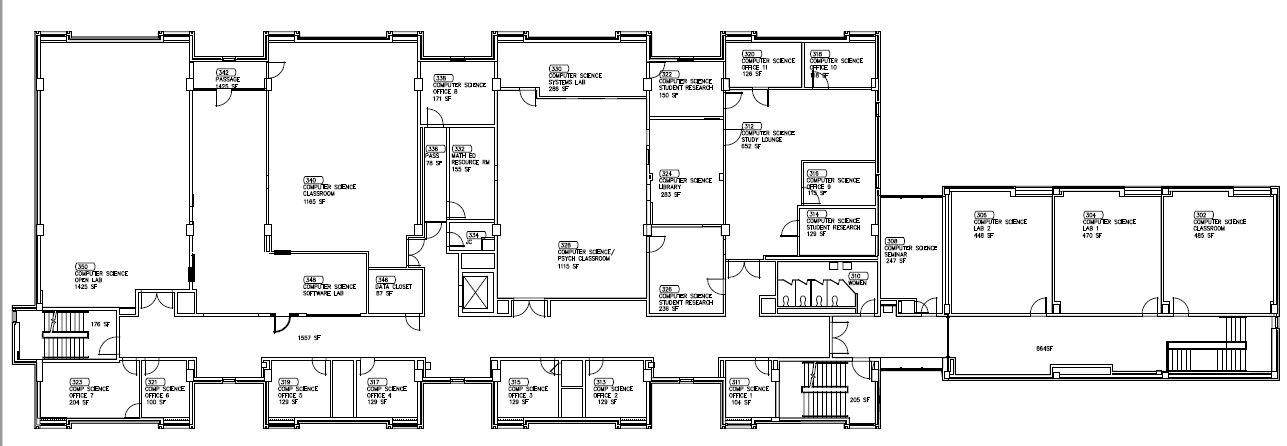 342
PASSAGE
1425 SF
338
COMPUTER SCIENCE
OFFICE 8
171 SF
330
COMPUTER SCIENCE
SYSTEMS LAB
286 SF
322
COMPUTER SCIENCE
STUDENT RESEARCH
150 SF
320
COMPUTER SCIENCE
OFFICE 11
126 SF
318
COMPUTER SCIENCE
OFFICE 10
SF
312
COMPUTER SCIENCE
STUDY LOUNGE
652 SF
336
PASS
78 SF
332
MATH ED
RESOURCE RM
155 SF
340
COMPUTER SCIENCE
CLASSROOM
1165 SF
324
COMPUTER SCIENCE
LIBRARY
283 SF
316
COMPUTER SCIENCE
OFFICE 9
SF
314
COMPUTER SCIENCE
STUDENT RESEARCH
129 SF
334
JC
328
COMPUTER SCIENCE/
PSYCH CLASSROOM
1115 SF
308
COMPUTER SCIENCE
SEMINAR
247 SF
306
COMPUTER SCIENCE
LAB 2
446 SF
304
COMPUTER SCIENCE
LAB 1
470 SF
302
COMPUTER SCIENCE
CLASSROOM
485 SF
350
COMPUTER SCIENCE
OPEN LAB
1425 SF
348
COMPUTER SCIENCE
SOFTWARE LAB
346
DATA CLOSET
87 SF
326
COMPUTER SCIENCE
STUDENT RESEARCH
236 SF
310
WOMEN
176 SF
1557 SF
864SF
323
COMP SCIENCE
OFFICE 7
204 SF
321
COMP SCIENCE
OFFICE 6
100 SF
319
COMP SCIENCE
OFFICE 5
129 SF
317
COMP SCIENCE
OFFICE 4
129 SF
315
COMP SCIENCE
OFFICE 3
129 SF
313
COMP SCIENCE
OFFICE 2
129 SF
311
COMP SCIENCE
OFFICE 1
104 SF
205 SF